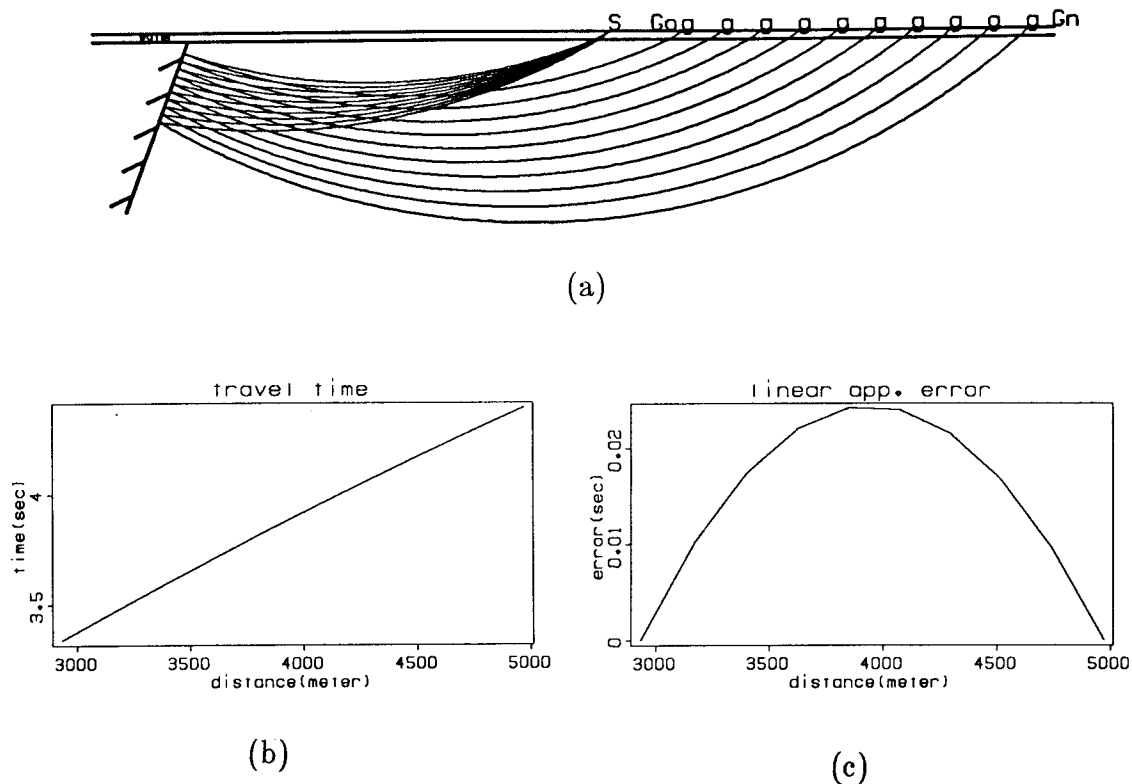 S Go Gn
(a)
travel time
time(sec)
4
3.5
3000 3500 4000 4500 5000
distance(meter)
(b)
linear app. error
error(sec)
0.02
0.01
0
3000 3500 4000 4500 5000
distance(meter)
(c)